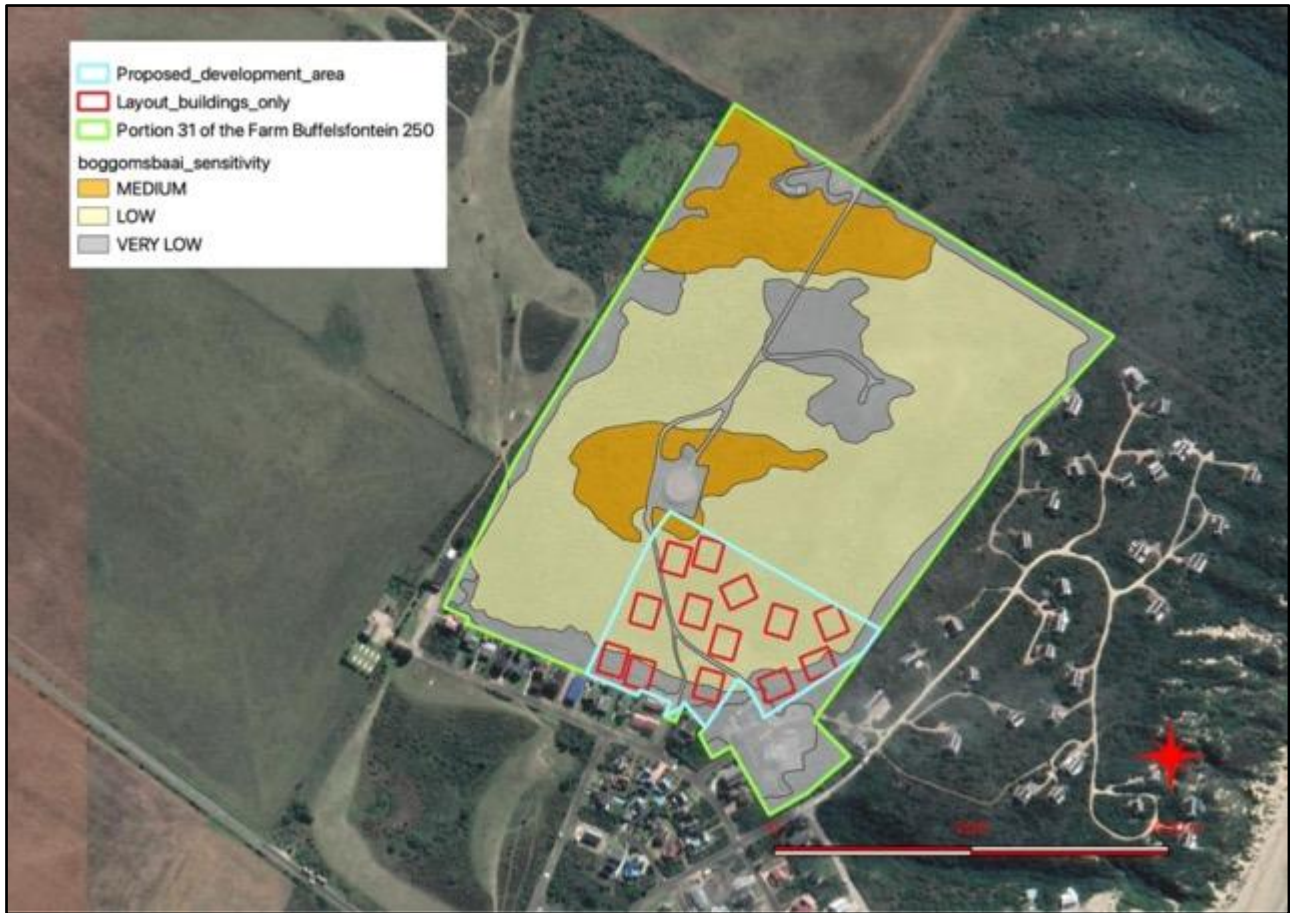 Proposed_development_area
Layout_buildings_only
Portion 31 of the Farm Buffelsfontein 250
boggomsbaai_sensitivity
MEDIUM
LOW
VERY LOW